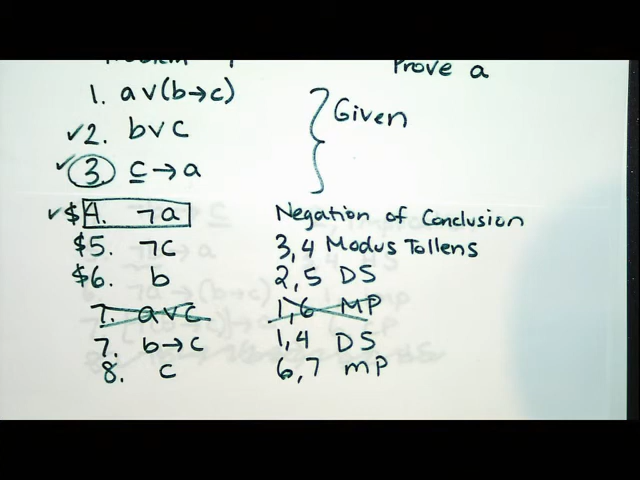 Prove a
1. a∨(b→c)
Given
✓2. b∨c
✓3. c→a
✓$4. ¬a Negation of Conclusion
$5. ¬c 3,4 Modus Tollens
$6. b 2,5 DS
7. a∨c 1,6 MP
7. b→c 1,4 DS
8. c 6,7 MP